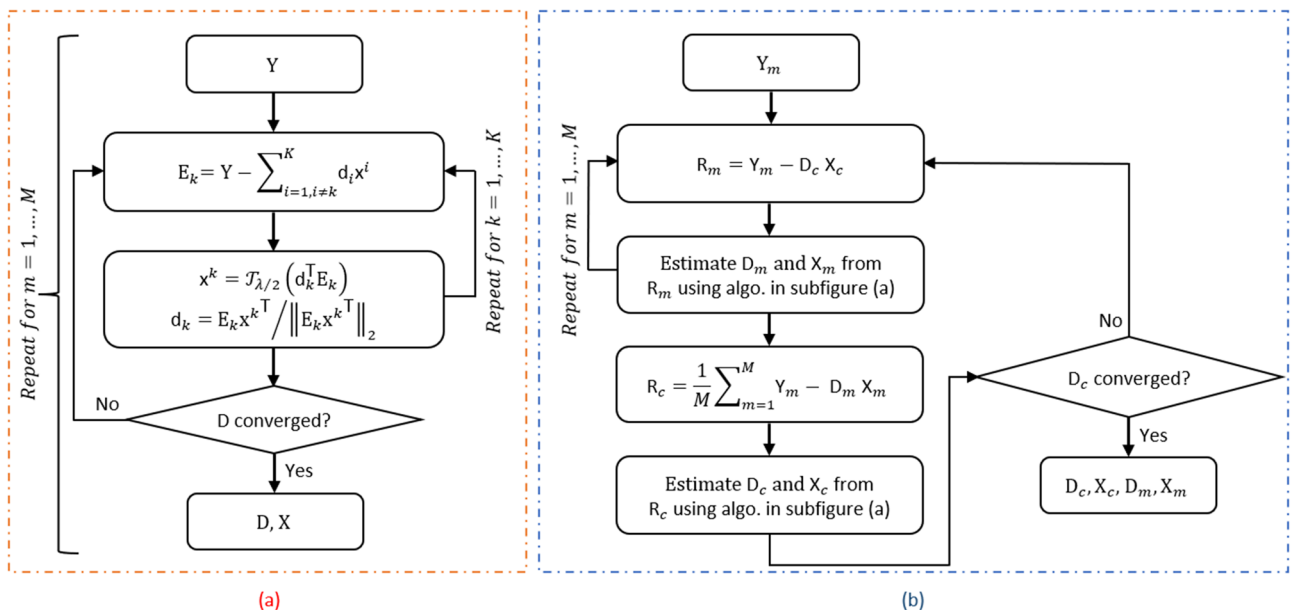 Repeat for m = 1, ..., M
Y
E_k = Y − ∑_{i=1,i≠k}^{K} d_i x^i
Repeat for k = 1, ..., K
x^k = 𝒯_{λ/2} (d_k^T E_k)
d_k = E_k x^{k^T} / ‖E_k x^{k^T}‖_2
No
D converged?
Yes
D, X
(a)
Y_m
Repeat for m = 1, ..., M
R_m = Y_m − D_c X_c
Estimate D_m and X_m from
R_m using algo. in subfigure (a)
R_c = 1/M ∑_{m=1}^{M} Y_m − D_m X_m
Estimate D_c and X_c from
R_c using algo. in subfigure (a)
No
D_c converged?
Yes
D_c, X_c, D_m, X_m
(b)